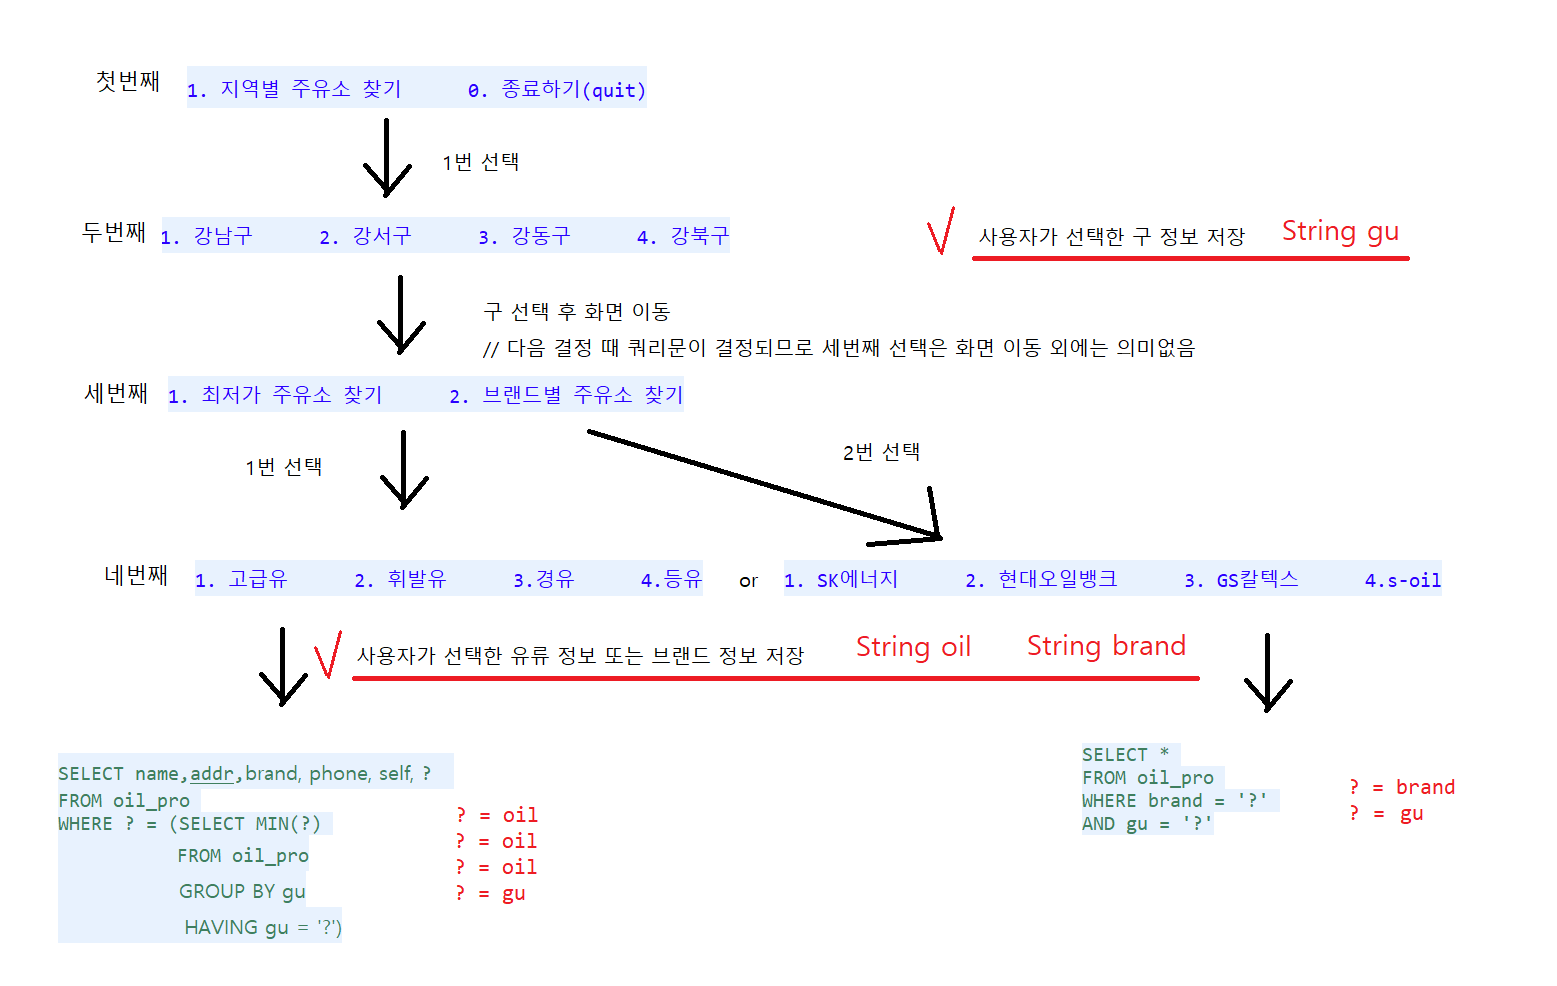 첫번째 1. 지역별 주유소 찾기 0. 종료하기(quit)
1번 선택
두번째 1. 강남구 2. 강서구 3. 강동구 4. 강북구
사용자가 선택한 구 정보 저장 String gu
구 선택 후 화면 이동
// 다음 결정 때 쿼리문이 결정되므로 세번째 선택은 화면 이동 외에는 의미없음
세번째 1. 최저가 주유소 찾기 2. 브랜드별 주유소 찾기
1번 선택
2번 선택
네번째 1. 고급유 2. 휘발유 3.경유 4.등유 or 1. SK에너지 2. 현대오일뱅크 3. GS칼텍스 4.s-oil
사용자가 선택한 유류 정보 또는 브랜드 정보 저장 String oil String brand
SELECT name,addr,brand, phone, self, ?
FROM oil_pro
WHERE ? = (SELECT MIN(?)
FROM oil_pro
GROUP BY gu
HAVING gu = '?')
? = oil
? = oil
? = oil
? = gu
SELECT *
FROM oil_pro
WHERE brand = '?'
AND gu = '?'
? = brand
? = gu